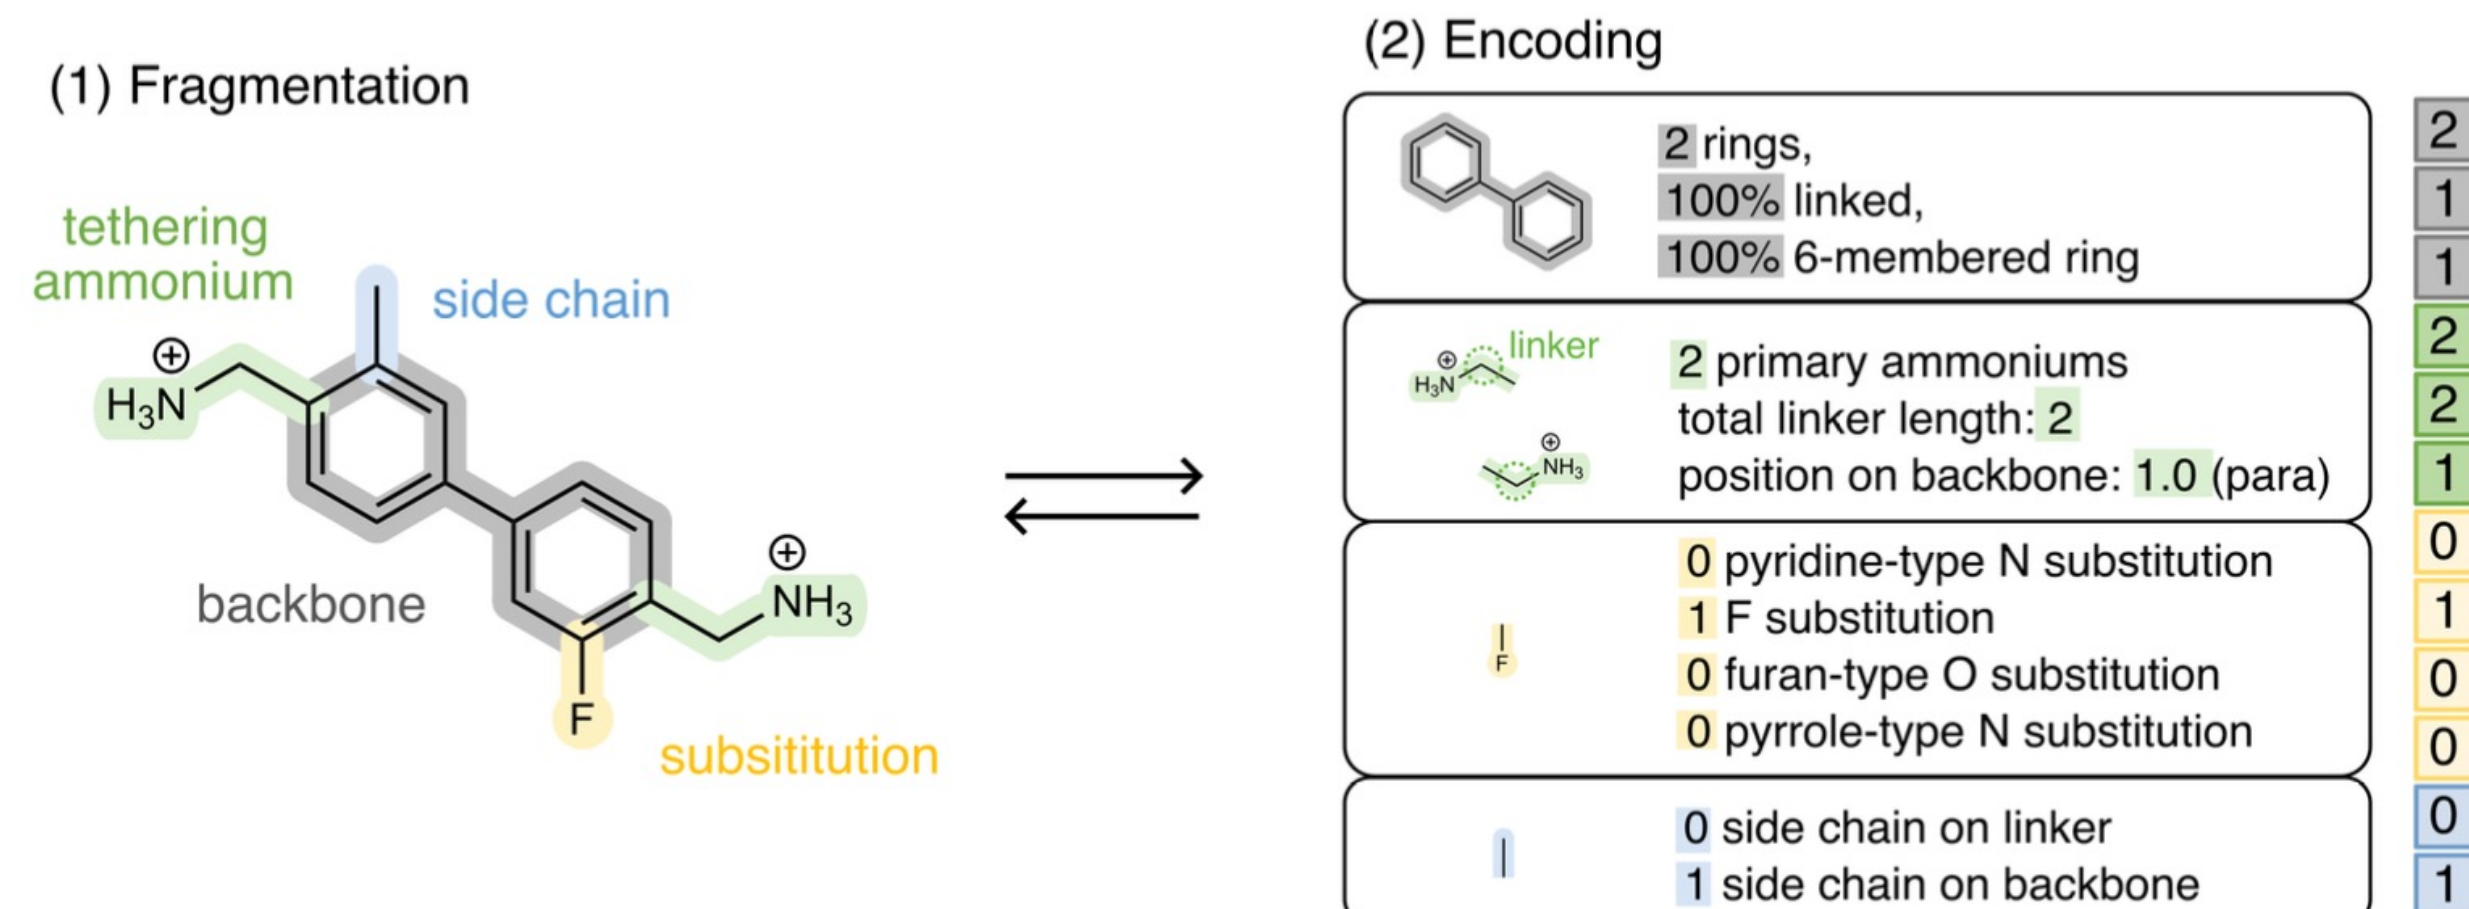 (1) Fragmentation
tethering
ammonium
side chain
⊕
H₃N
backbone
⊕
NH₃
F
subsititution
(2) Encoding
2 rings,
100% linked,
100% 6-membered ring
linker
⊕
H₃N
⊕
NH₃
2 primary ammoniums
total linker length: 2
position on backbone: 1.0 (para)
F
0 pyridine-type N substitution
1 F substitution
0 furan-type O substitution
0 pyrrole-type N substitution
0 side chain on linker
1 side chain on backbone
2
1
1
2
2
1
0
1
0
0
0
1